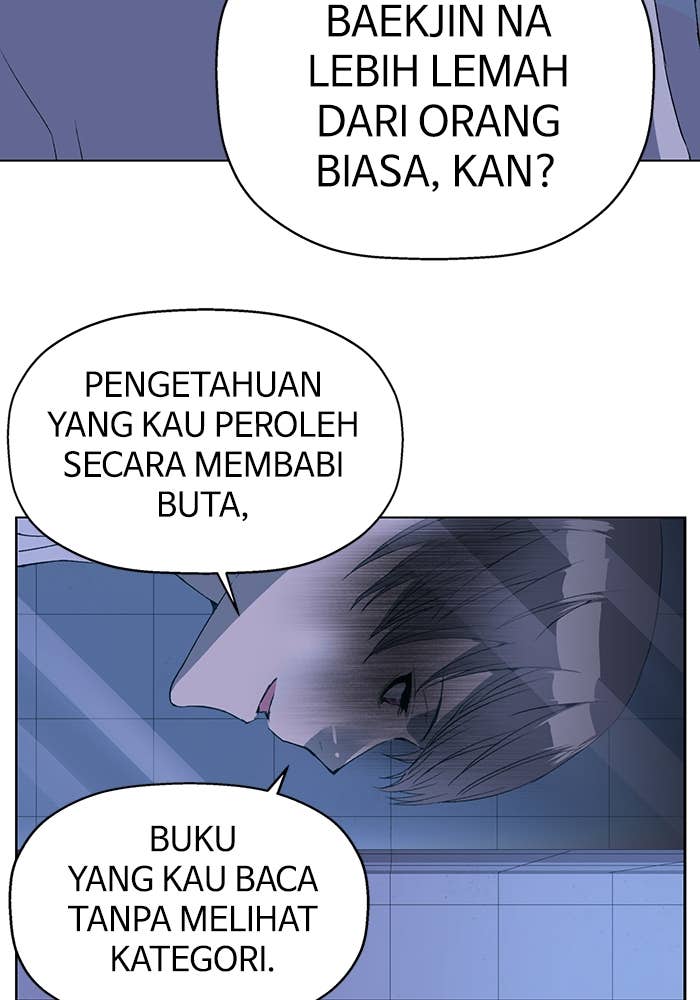 BAEKJIN NA
LEBIH LEMAH
DARI ORANG
BIASA, KAN?
PENGETAHUAN
YANG KAU PEROLEH
SECARA MEMBABI
BUTA,
BUKU
YANG KAU BACA
TANPA MELIHAT
KATEGORI.